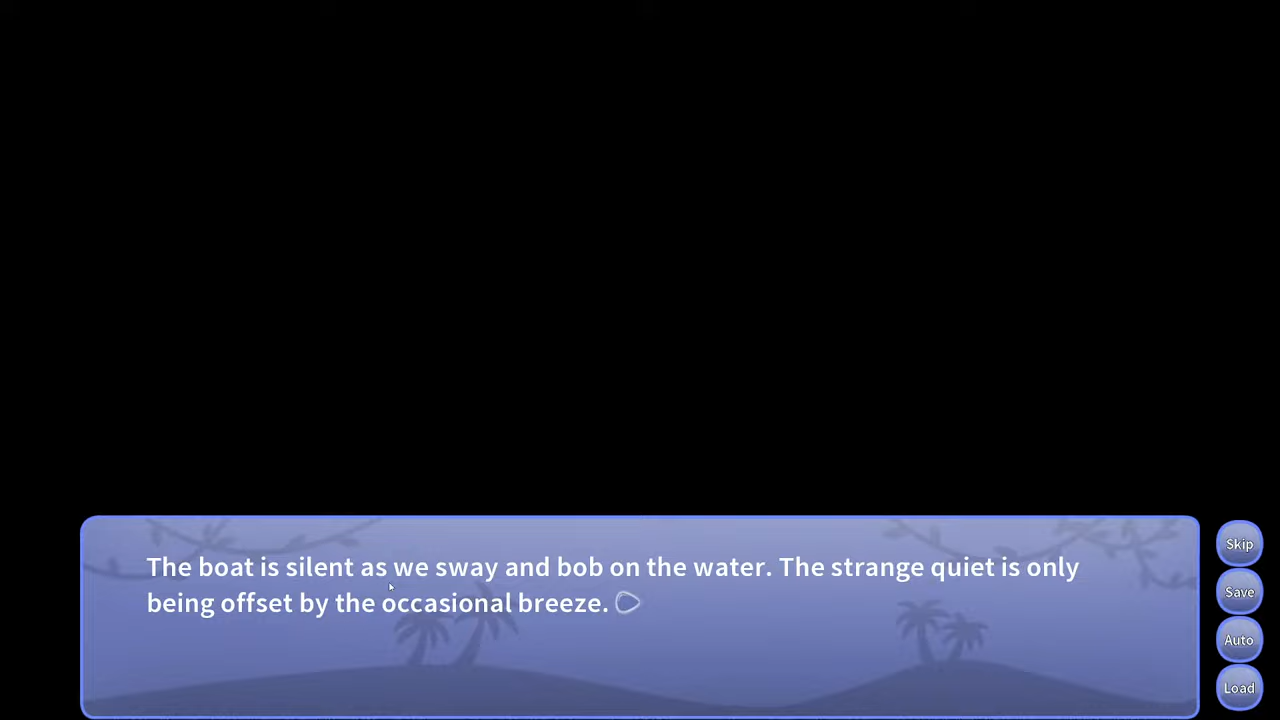 The boat is silent as we sway and bob on the water. The strange quiet is only
being offset by the occasional breeze.
Skip
Save
Auto
Load